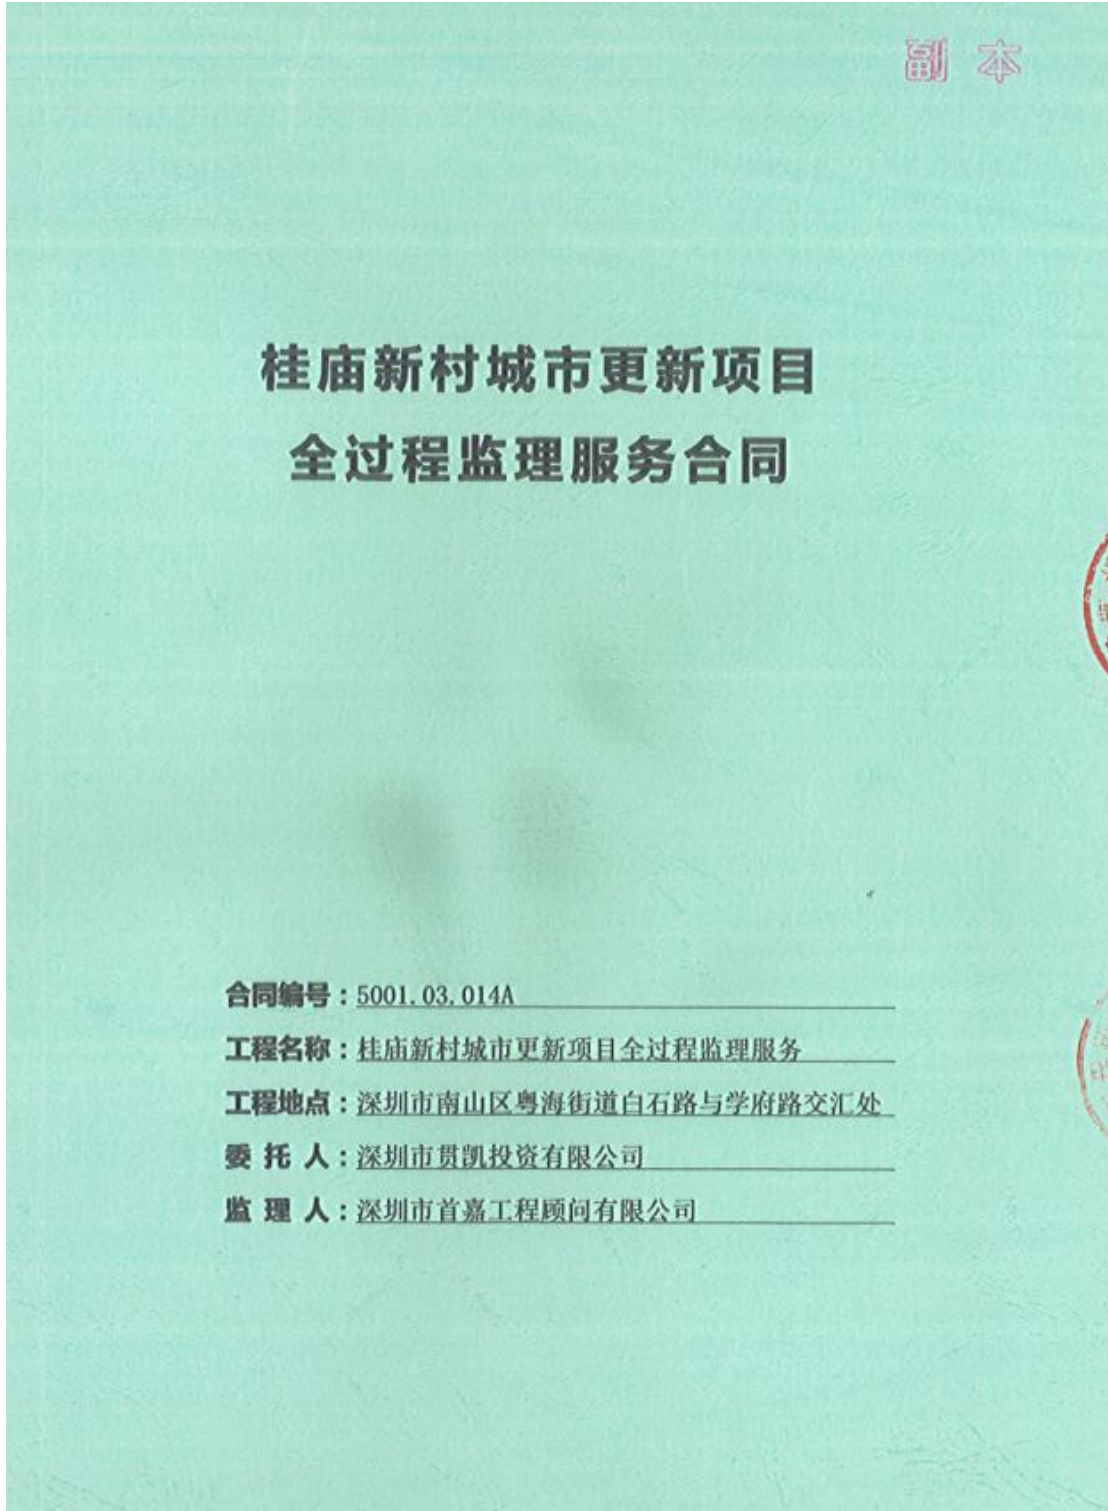 副 本
桂庙新村城市更新项目
全过程监理服务合同
合同编号：5001.03.014A
工程名称：桂庙新村城市更新项目全过程监理服务
工程地点：深圳市南山区粤海街道白石路与学府路交汇处
委 托 人：深圳市贯凯投资有限公司
监 理 人：深圳市首嘉工程顾问有限公司